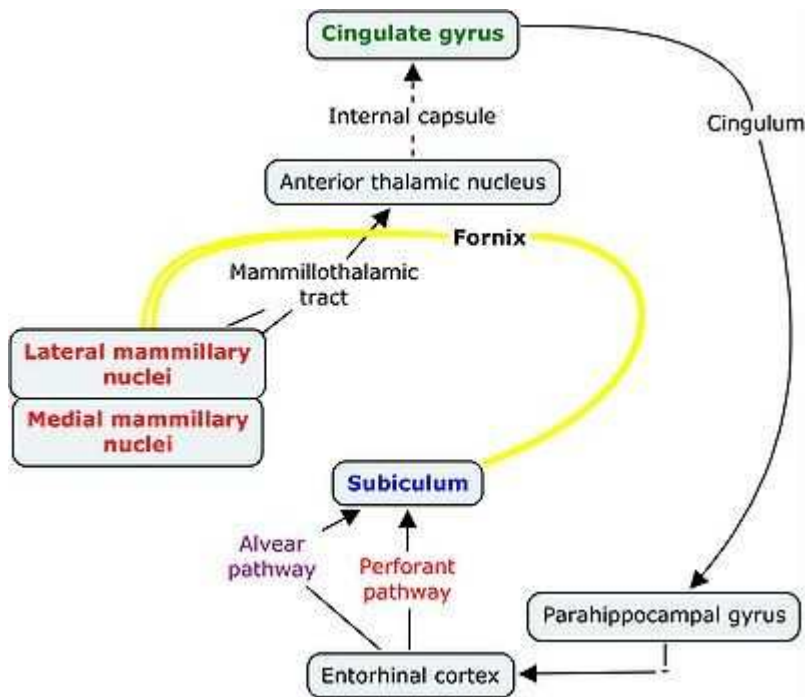 Cingulate gyrus
Internal capsule
Cingulum
Anterior thalamic nucleus
Fornix
Mammillothalamic
tract
Lateral mammillary
nuclei
Medial mammillary
nuclei
Subiculum
Alvear
pathway
Perforant
pathway
Parahippocampal gyrus
Entorhinal cortex